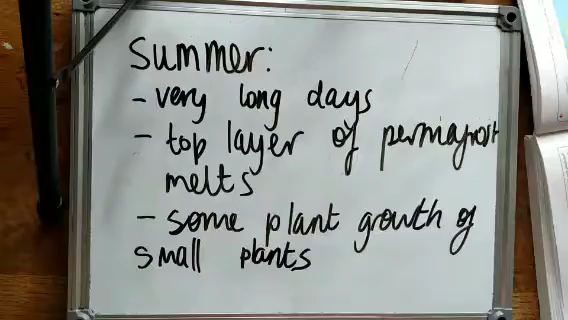 Summer:
- very long days
- top layer of permafrost
melts
- some plant growth of
small plants